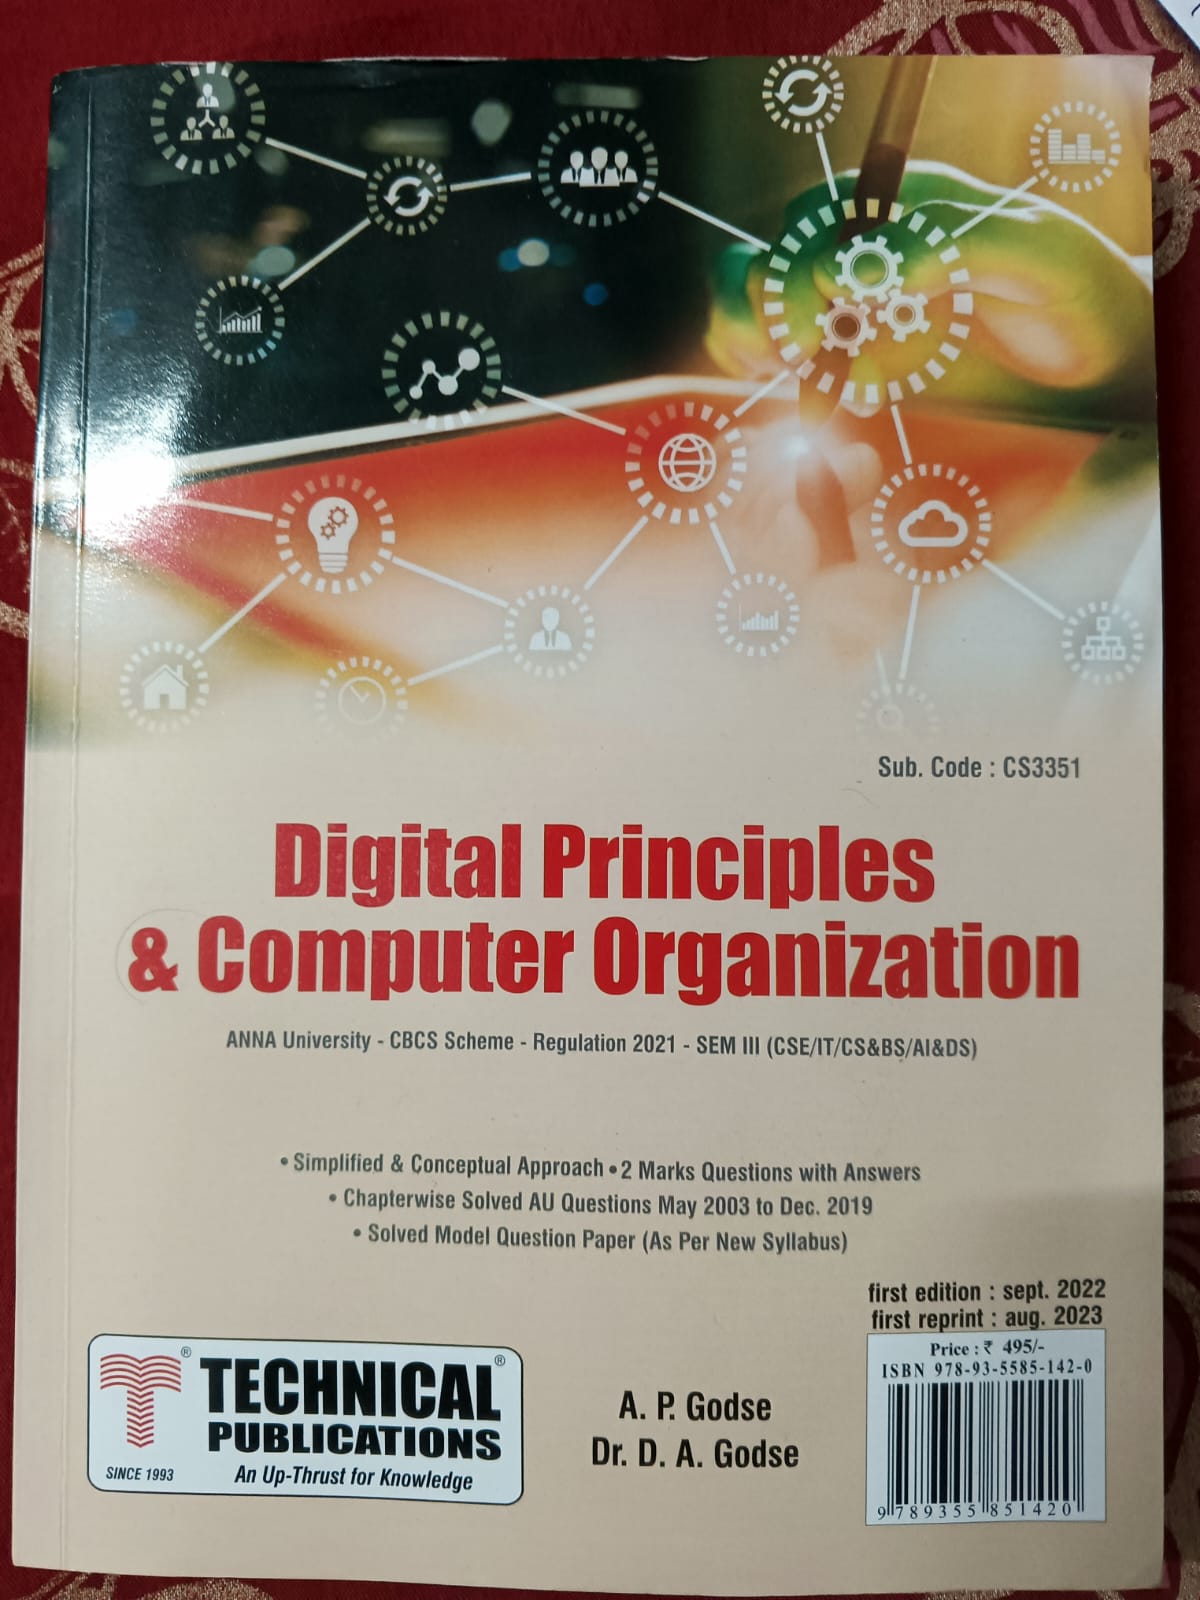 Sub. Code : CS3351
Digital Principles
& Computer Organization
ANNA University - CBCS Scheme - Regulation 2021 - SEM III (CSE/IT/CS&BS/AI&DS)
• Simplified & Conceptual Approach • 2 Marks Questions with Answers
• Chapterwise Solved AU Questions May 2003 to Dec. 2019
• Solved Model Question Paper (As Per New Syllabus)
first edition : sept. 2022
first reprint : aug. 2023
Price : ₹ 495/-
ISBN 978-93-5585-142-0
9 789355 851420
T® TECHNICAL®
PUBLICATIONS
SINCE 1993 An Up-Thrust for Knowledge
A. P. Godse
Dr. D. A. Godse